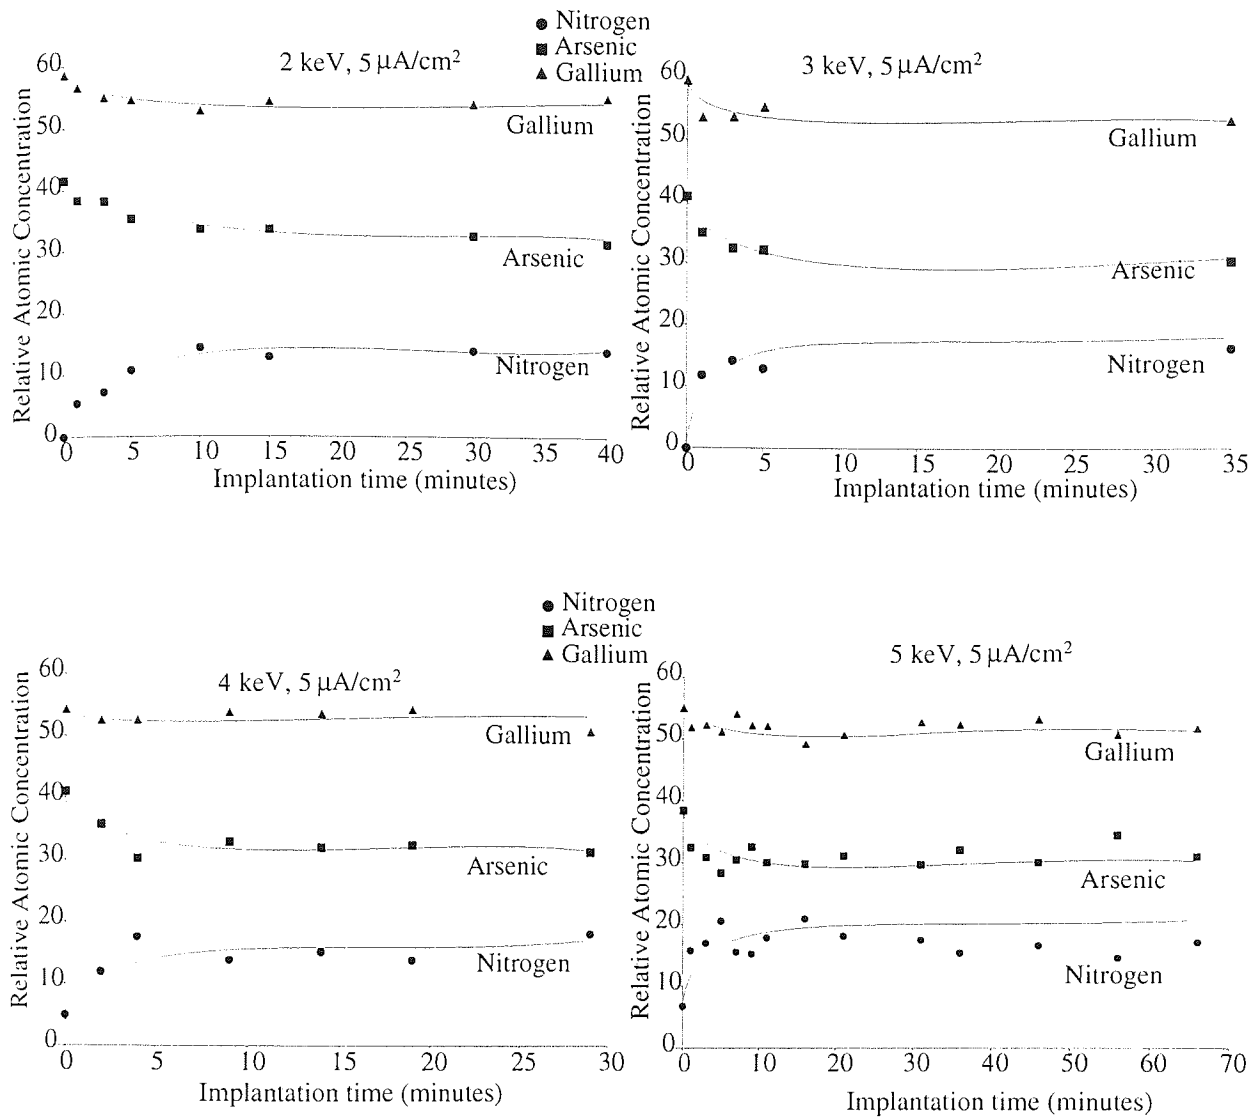 ● Nitrogen
■ Arsenic
▲ Gallium
2 keV, 5 μA/cm²
Relative Atomic Concentration
60
50
40
30
20
10
0
Gallium
Arsenic
Nitrogen
0 5 10 15 20 25 30 35 40
Implantation time (minutes)
3 keV, 5μA/cm²
Relative Atomic Concentration
60
50
40
30
20
10
0
Gallium
Arsenic
Nitrogen
0 5 10 15 20 25 30 35
Implantation time (minutes)
● Nitrogen
■ Arsenic
▲ Gallium
4 keV, 5 μA/cm²
Relative Atomic Concentration
60
50
40
30
20
10
0
Gallium
Arsenic
Nitrogen
0 5 10 15 20 25 30
Implantation time (minutes)
5 keV, 5 μA/cm²
Relative Atomic Concentration
60
50
40
30
20
10
0
Gallium
Arsenic
Nitrogen
0 10 20 30 40 50 60 70
Implantation time (minutes)